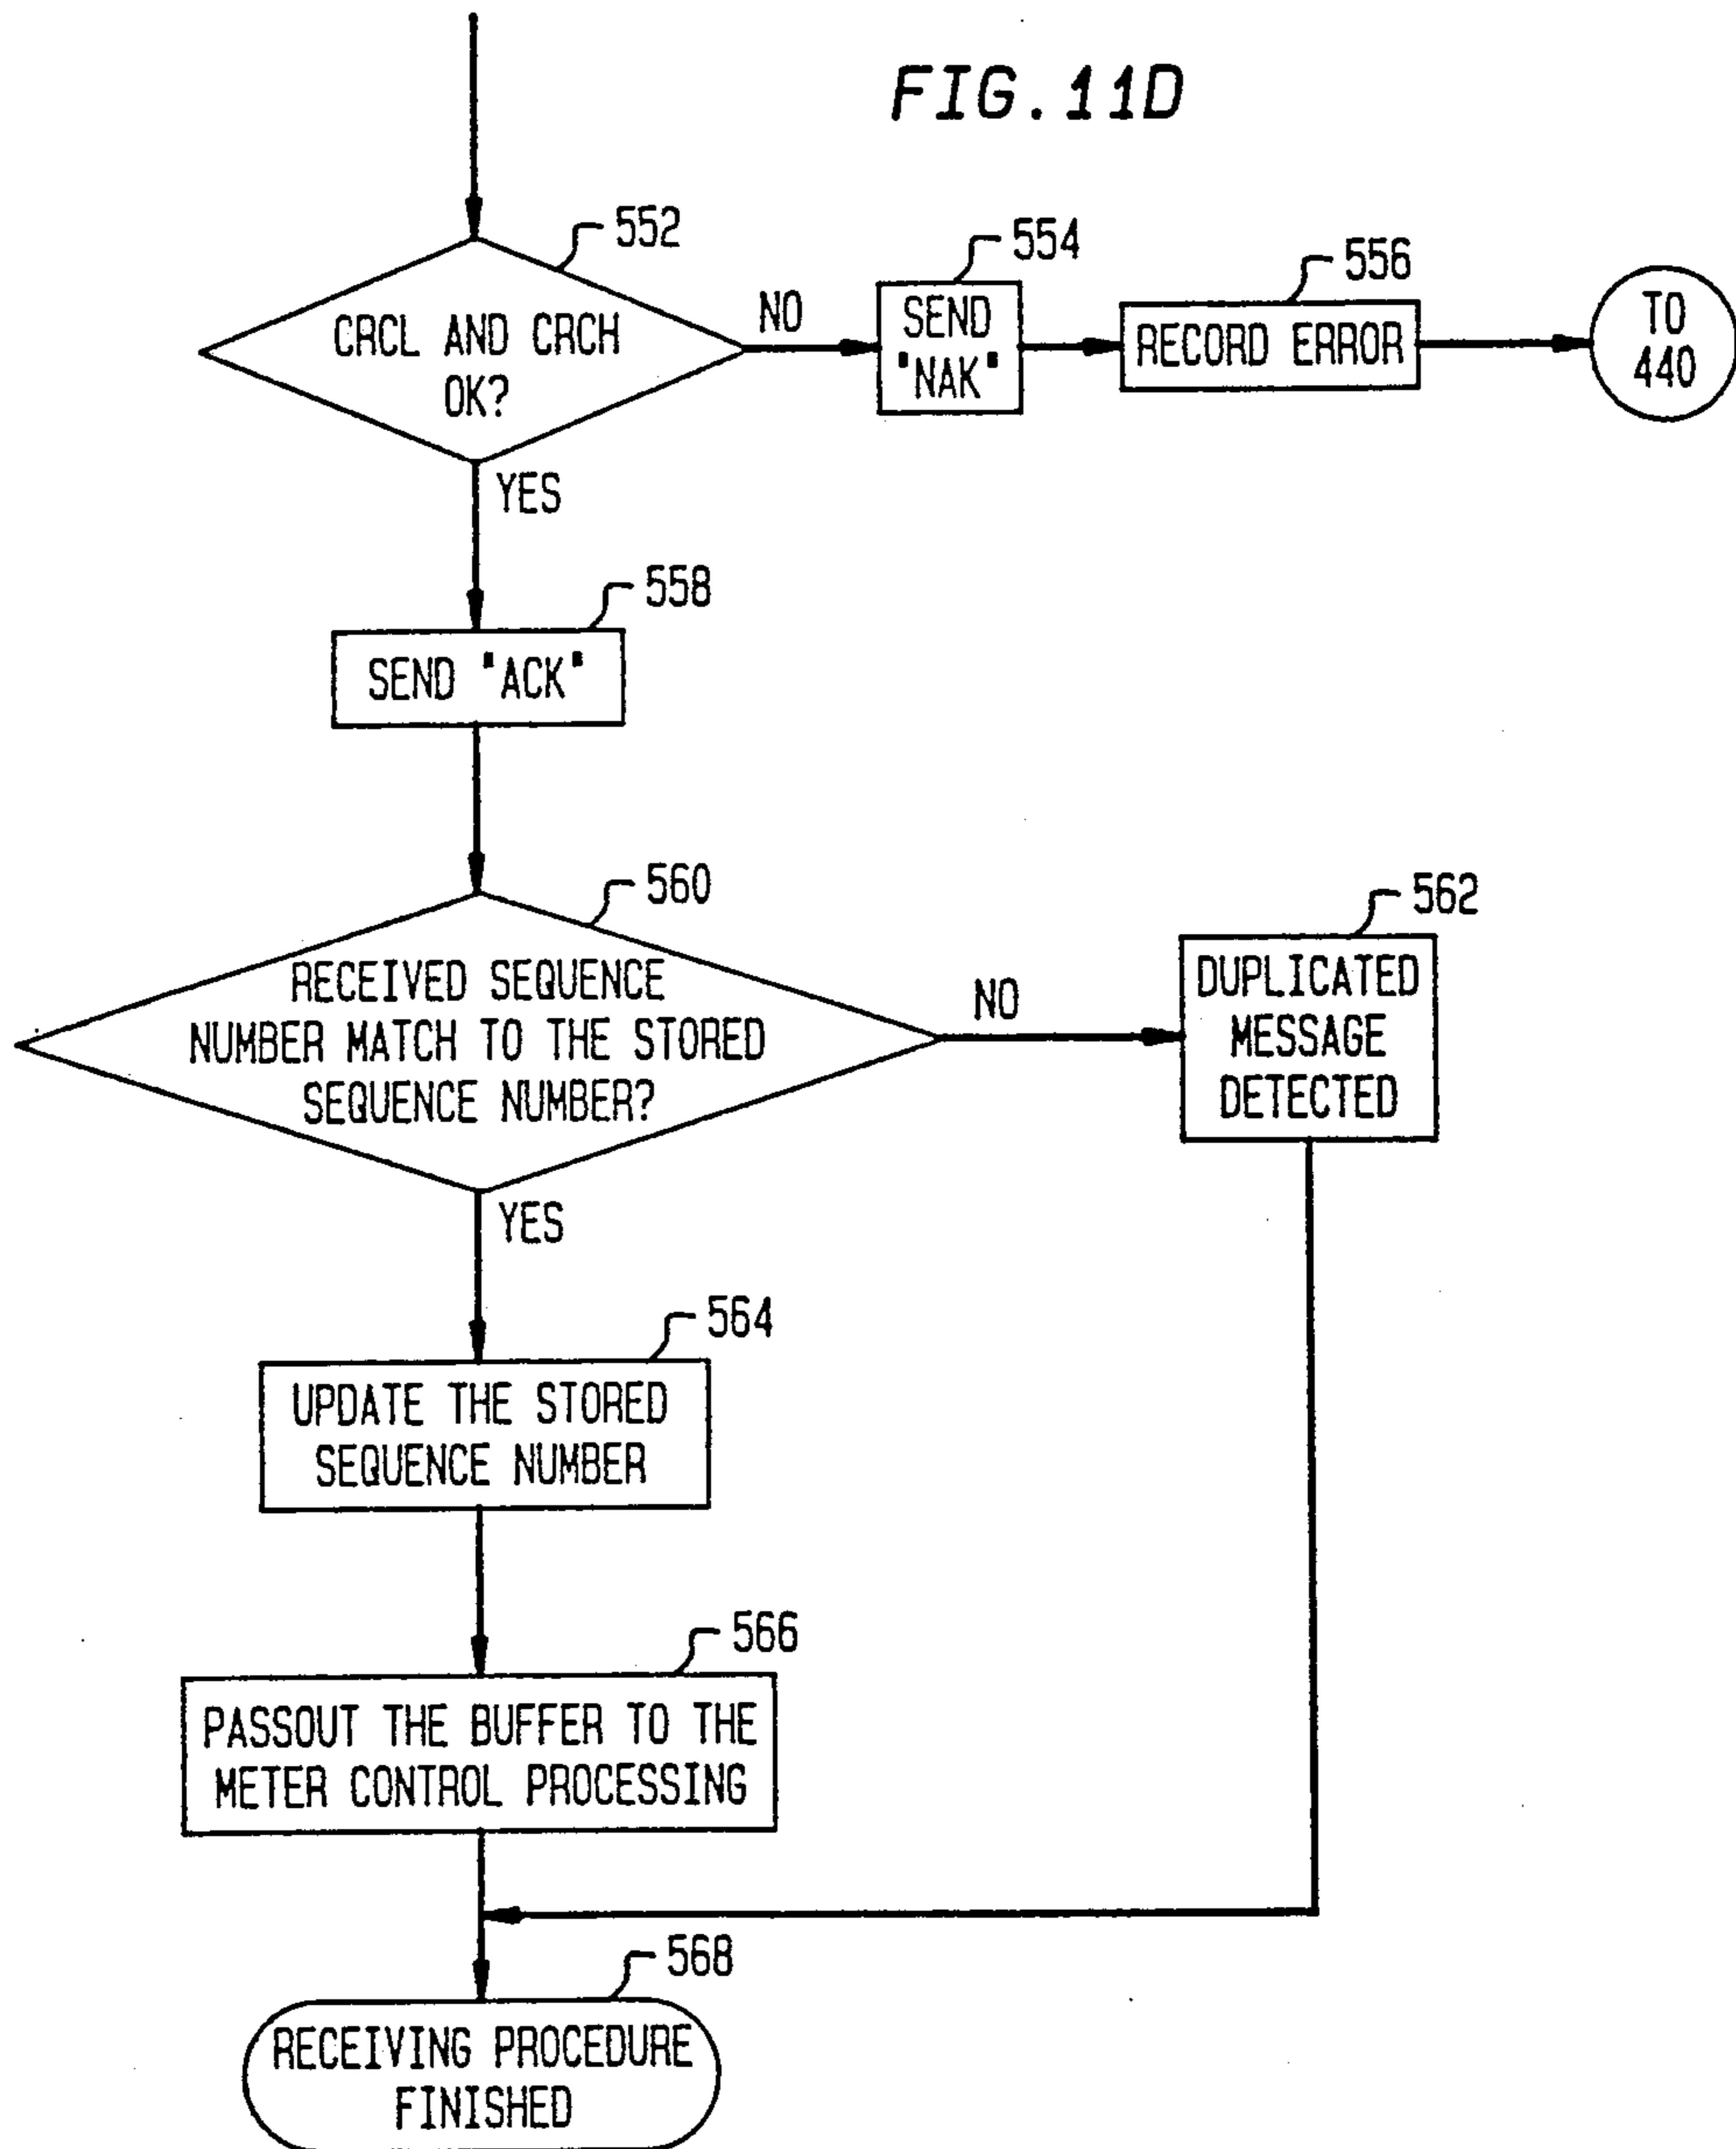 FIG. 11D
552
CRCL AND CRCH
OK?
NO
554
SEND
"NAK"
556
RECORD ERROR
TO
440
YES
558
SEND "ACK"
560
RECEIVED SEQUENCE
NUMBER MATCH TO THE STORED
SEQUENCE NUMBER?
NO
562
DUPLICATED
MESSAGE
DETECTED
YES
564
UPDATE THE STORED
SEQUENCE NUMBER
566
PASSOUT THE BUFFER TO THE
METER CONTROL PROCESSING
568
RECEIVING PROCEDURE
FINISHED